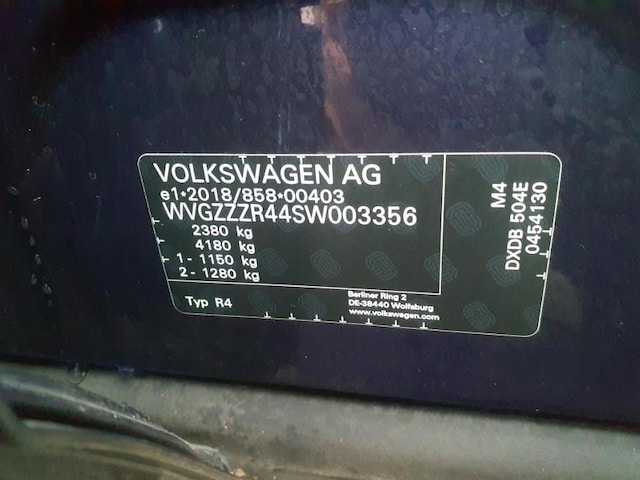 VOLKSWAGEN AG
e1*2018/858*00403
WVGZZZR44SW003356
2380 kg
4180 kg
1 - 1150 kg
2 - 1280 kg
Typ R4
Berliner Ring 2
DE-38440 Wolfsburg
www.volkswagen.com
M4
DXDB 504E
0454130